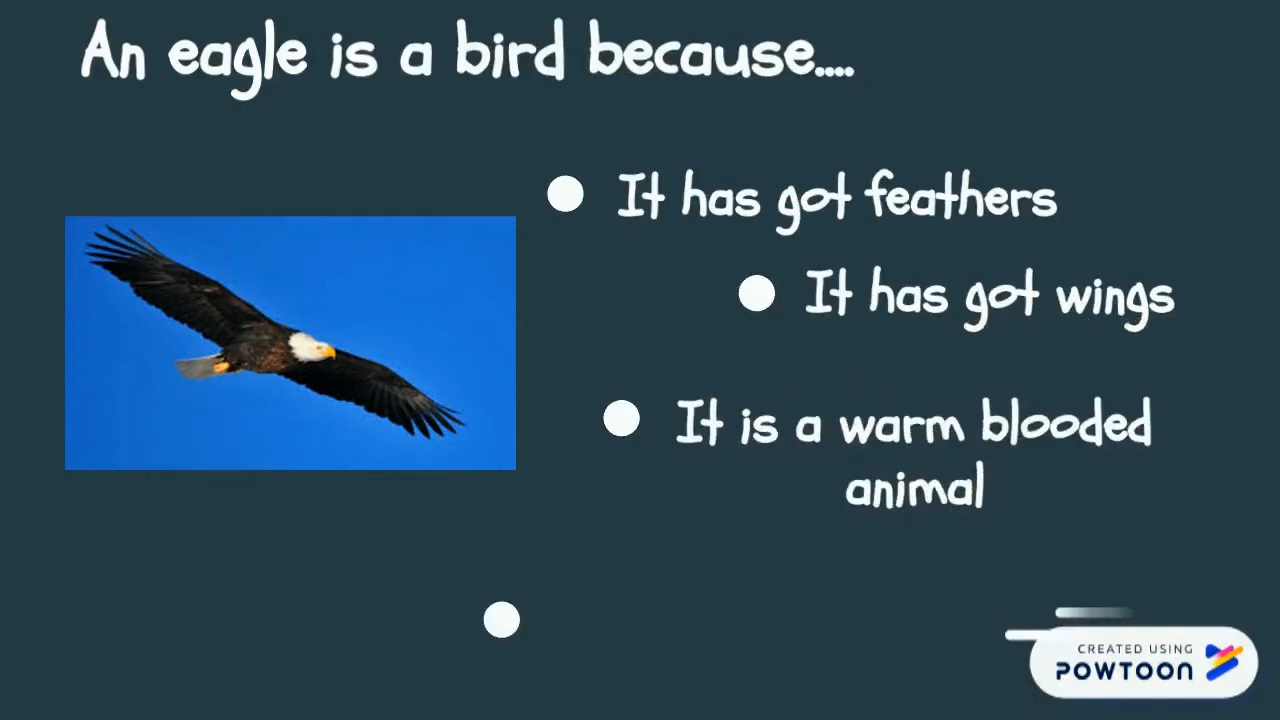 An eagle is a bird because....
It has got feathers
It has got wings
It is a warm blooded
animal
CREATED USING
POWTOON